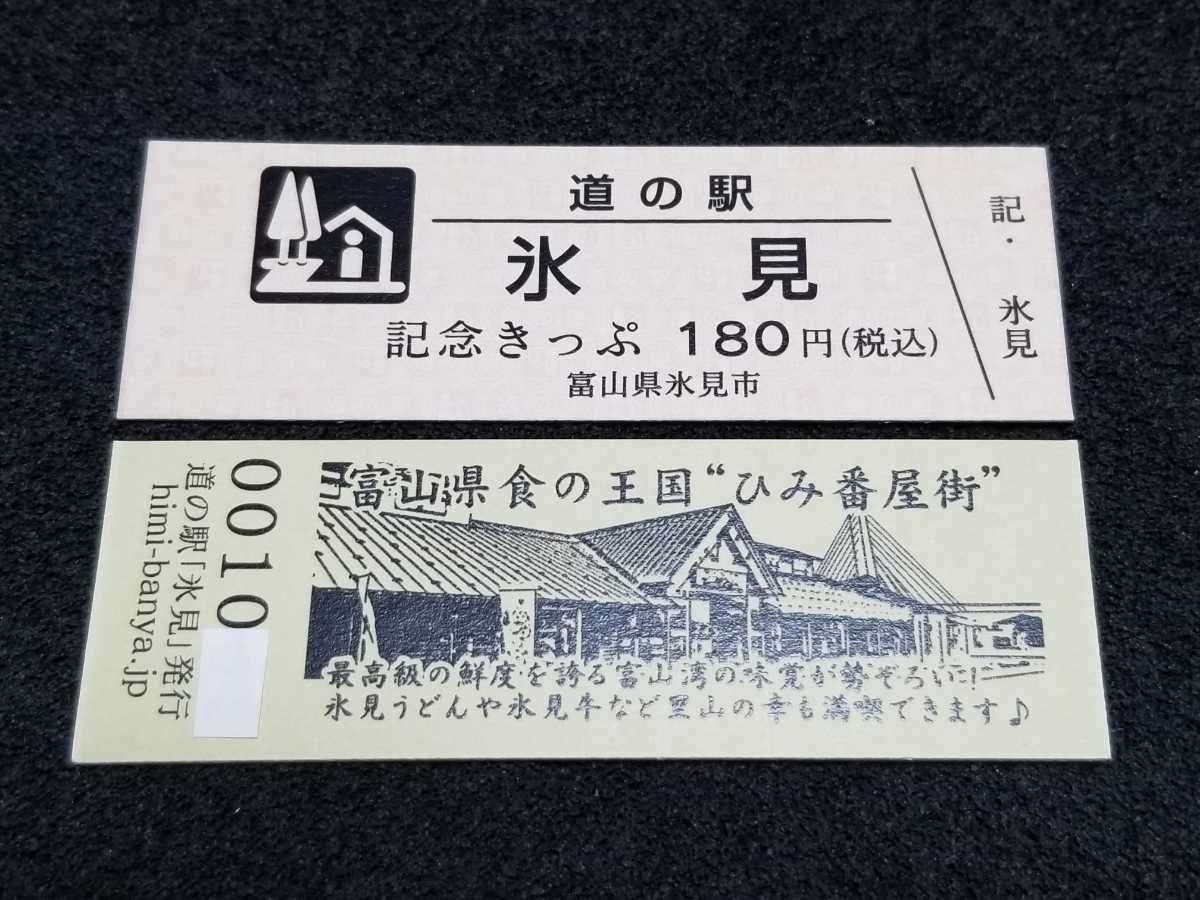 道の駅
氷見
記念きっぷ 180円(税込)
富山県氷見市
記・氷見
富山県食の王国“ひみ番屋街”
最高級の鮮度を誇る富山湾の味覚が勢ぞろい!
氷見うどんや氷見牛など里山の幸も満喫できます♪
0010
道の駅「氷見」発行
himi-banya.jp